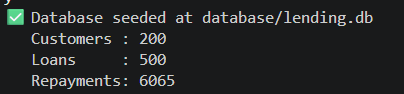 ✅ Database seeded at database/lending.db
Customers : 200
Loans     : 500
Repayments: 6065